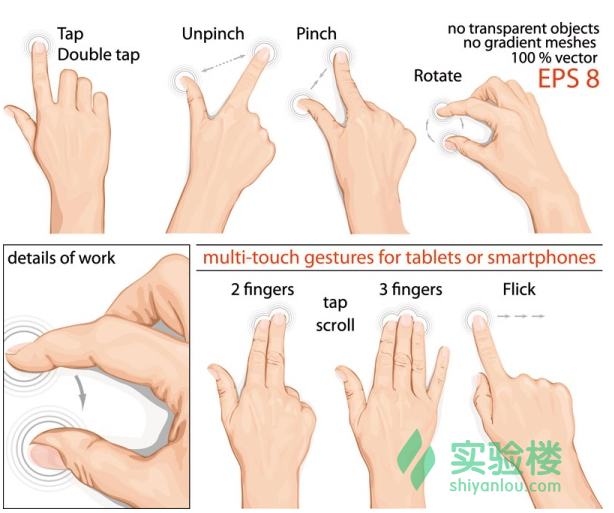 Tap
Double tap
Unpinch
Pinch
no transparent objects
no gradient meshes
100 % vector
EPS 8
Rotate
details of work
multi-touch gestures for tablets or smartphones
2 fingers
tap
scroll
3 fingers
Flick
实验楼
shiyanlou.com